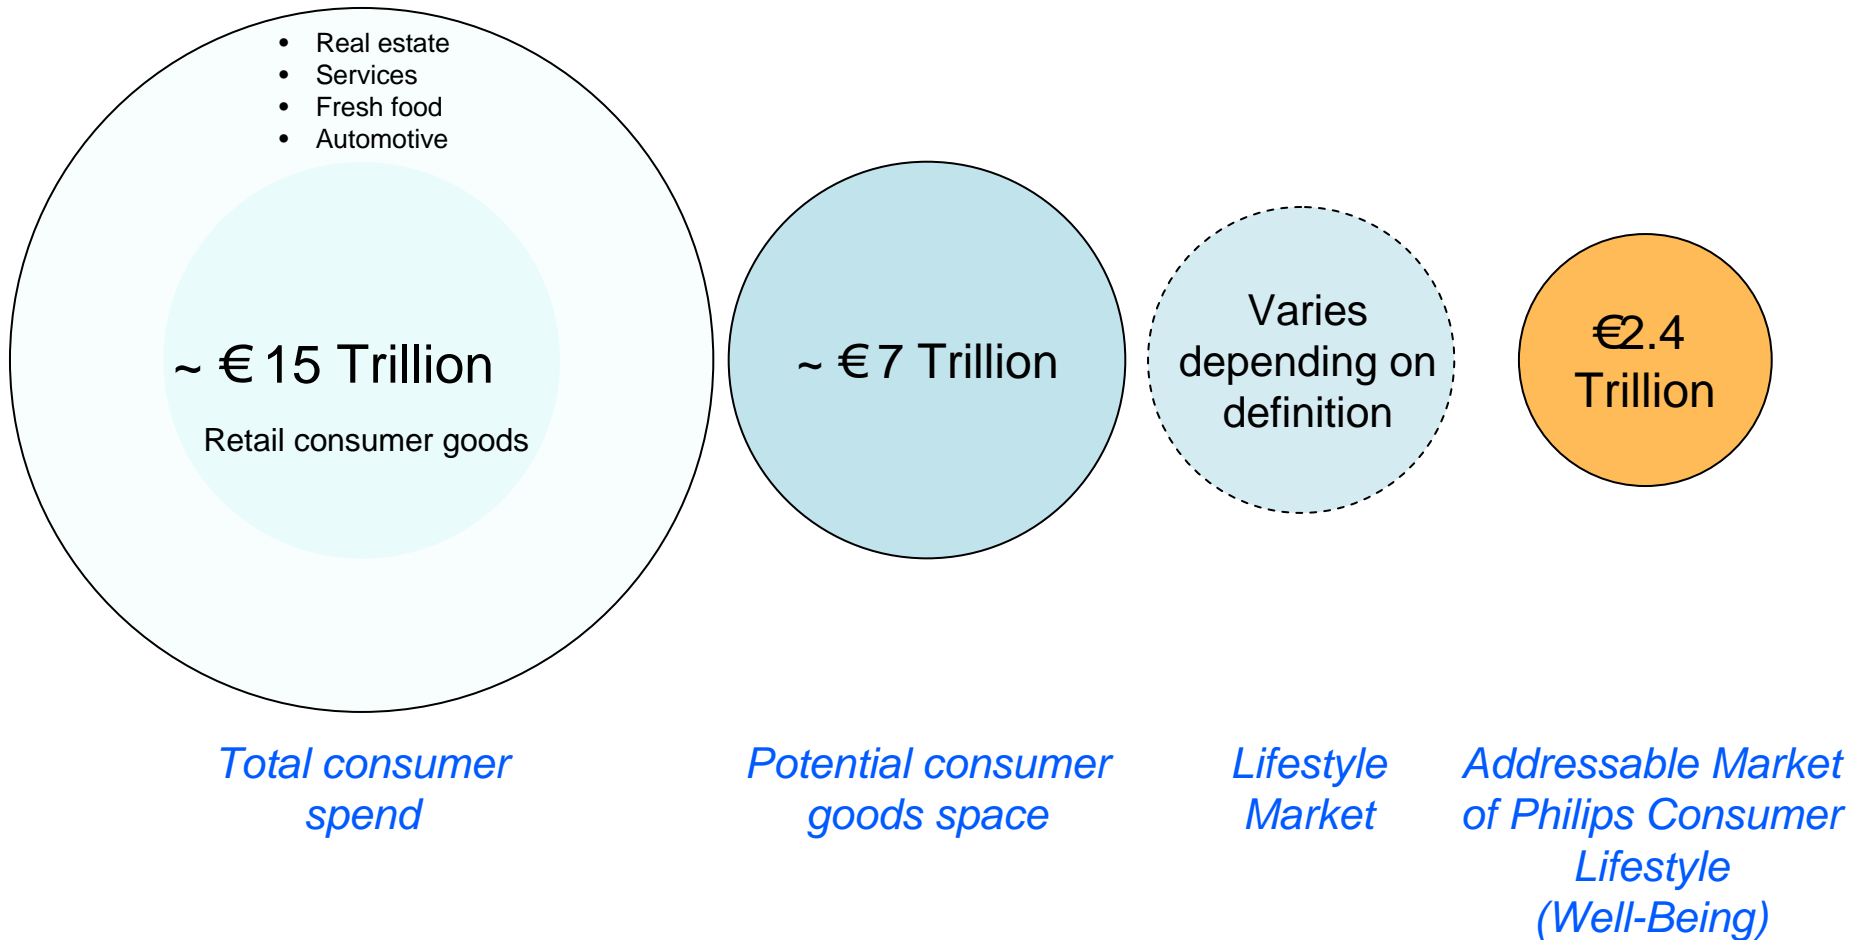 • Real estate
• Services
• Fresh food
• Automotive
~ € 15 Trillion
Retail consumer goods
~ € 7 Trillion
Varies
depending on
definition
€2.4
Trillion
Total consumer
spend
Potential consumer
goods space
Lifestyle
Market
Addressable Market
of Philips Consumer
Lifestyle
(Well-Being)